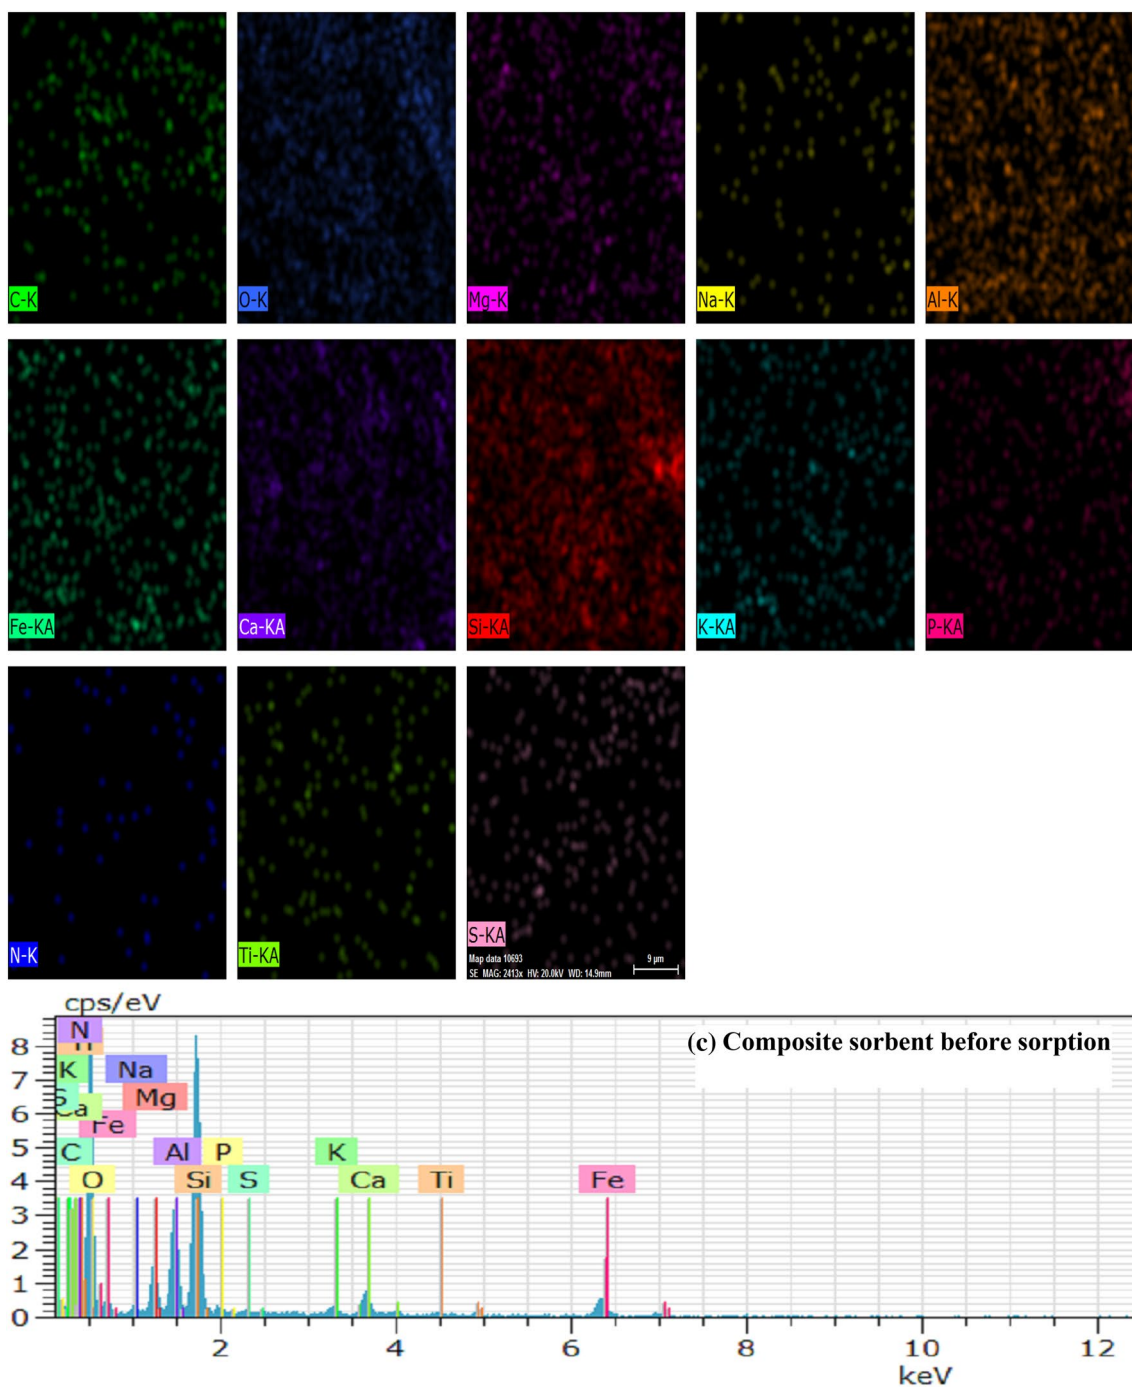 C-K
O-K
Mg-K
Na-K
Al-K
Fe-KA
Ca-KA
Si-KA
K-KA
P-KA
N-K
Ti-KA
S-KA
Map data 10693
SE MAG: 2413x HV: 20.0kV WD: 14.9mm
9 µm
cps/eV
(c) Composite sorbent before sorption
N
Ti
K
Na
S
Ca
Mg
Fe
C
Al
P
K
O
Si
S
Ca
Ti
Fe
8
7
6
5
4
3
2
1
0
2
4
6
8
10
12
keV